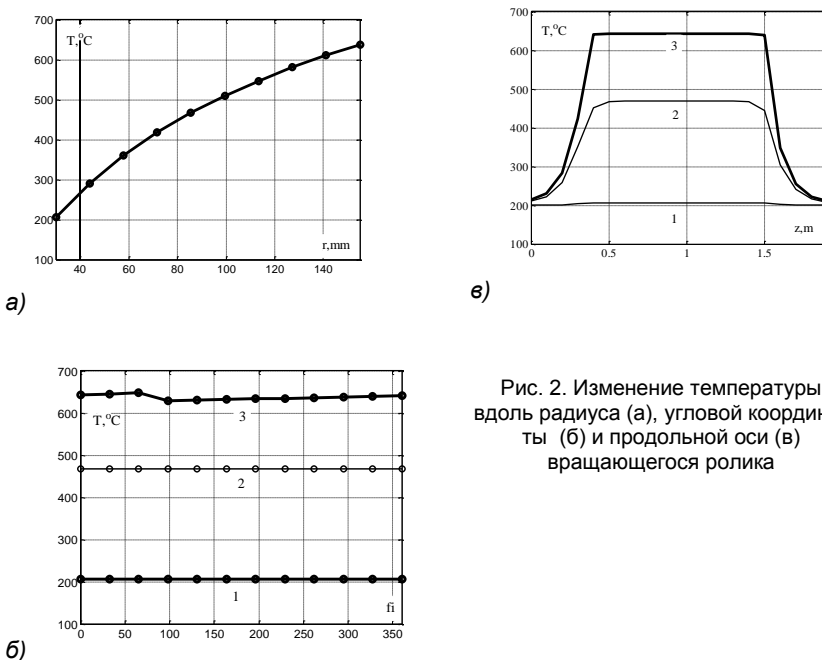 700
T,°C
600
500
400
300
200
100
r,mm
40 60 80 100 120 140
а)
700
T,°C
600
3
500
2
400
300
200
1
z,m
100
0 0.5 1 1.5
в)
700
600
T,°C
3
500
2
400
300
200
1
fi
100
0 50 100 150 200 250 300 350
б)
Рис. 2. Изменение температуры
вдоль радиуса (а), угловой координ
ты (б) и продольной оси (в)
вращающегося ролика